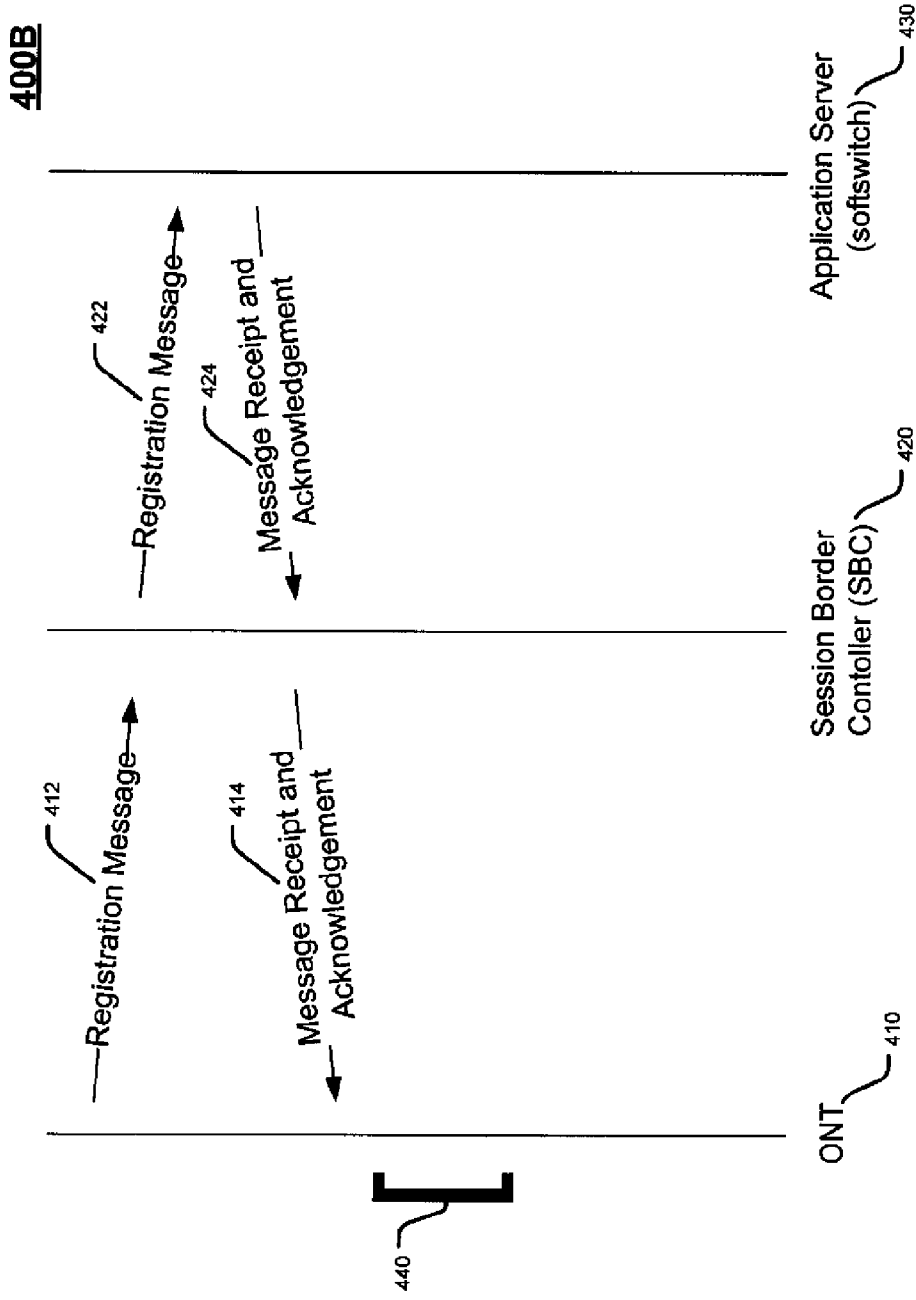 400B
412
Registration Message
422
Registration Message
414
Message Receipt and
Acknowledgement
424
Message Receipt and
Acknowledgement
440
ONT
410
Session Border
Contoller (SBC)
420
Application Server
(softswitch)
430